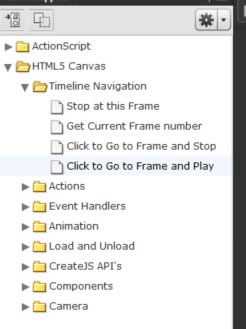 ActionScript
HTML5 Canvas
Timeline Navigation
Stop at this Frame
Get Current Frame number
Click to Go to Frame and Stop
Click to Go to Frame and Play
Actions
Event Handlers
Animation
Load and Unload
CreateJS API's
Components
Camera